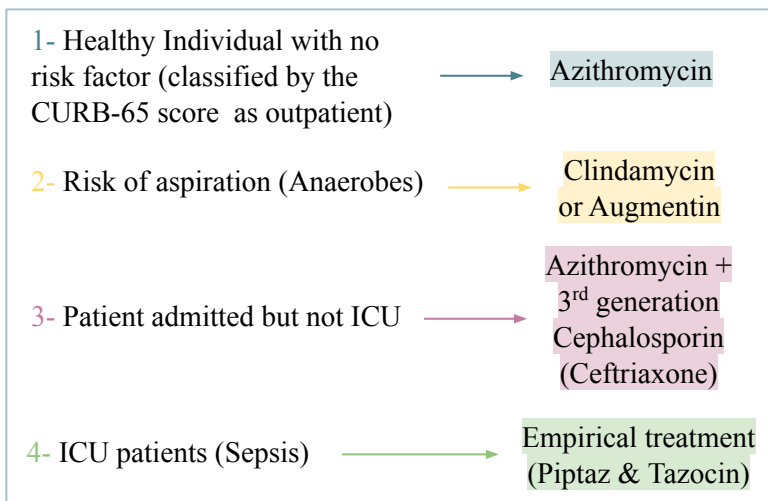 1- Healthy Individual with no
risk factor (classified by the
CURB-65 score as outpatient)
Azithromycin
2- Risk of aspiration (Anaerobes)
Clindamycin
or Augmentin
3- Patient admitted but not ICU
Azithromycin +
3rd generation
Cephalosporin
(Ceftriaxone)
4- ICU patients (Sepsis)
Empirical treatment
(Piptaz & Tazocin)